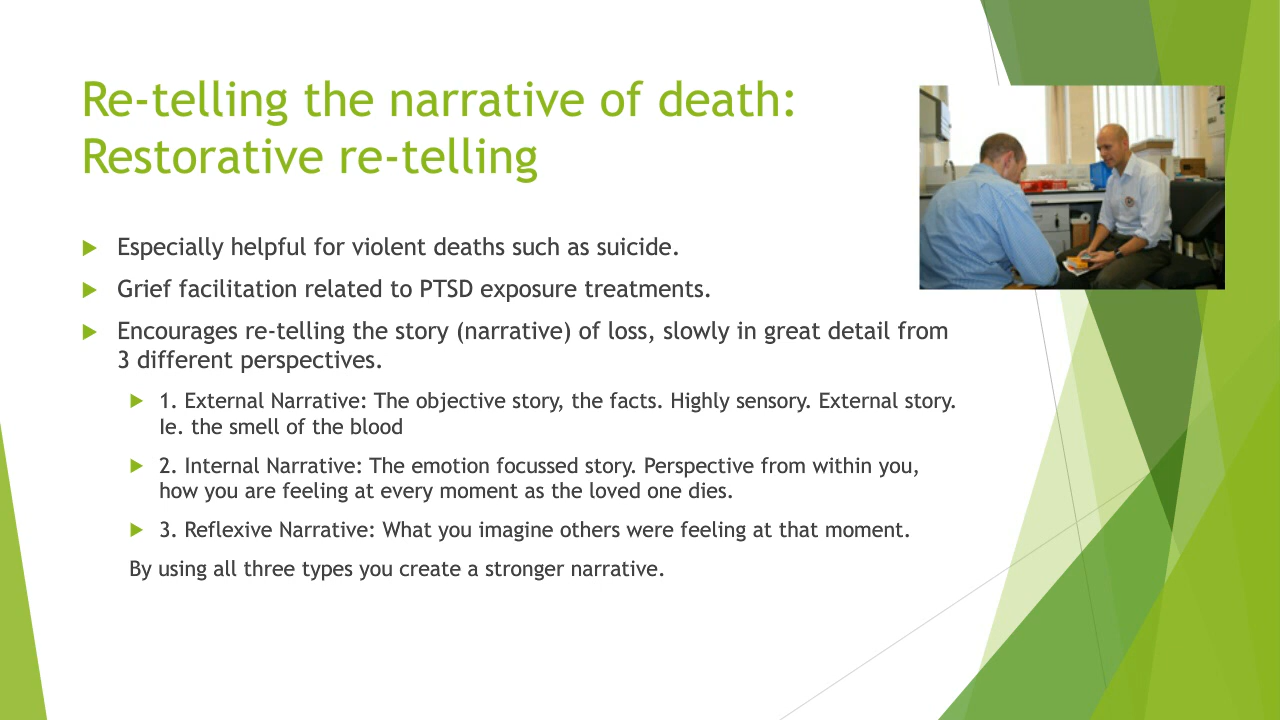 Re-telling the narrative of death:
Restorative re-telling
Especially helpful for violent deaths such as suicide.
Grief facilitation related to PTSD exposure treatments.
Encourages re-telling the story (narrative) of loss, slowly in great detail from
3 different perspectives.
1. External Narrative: The objective story, the facts. Highly sensory. External story.
Ie. the smell of the blood
2. Internal Narrative: The emotion focussed story. Perspective from within you,
how you are feeling at every moment as the loved one dies.
3. Reflexive Narrative: What you imagine others were feeling at that moment.
By using all three types you create a stronger narrative.